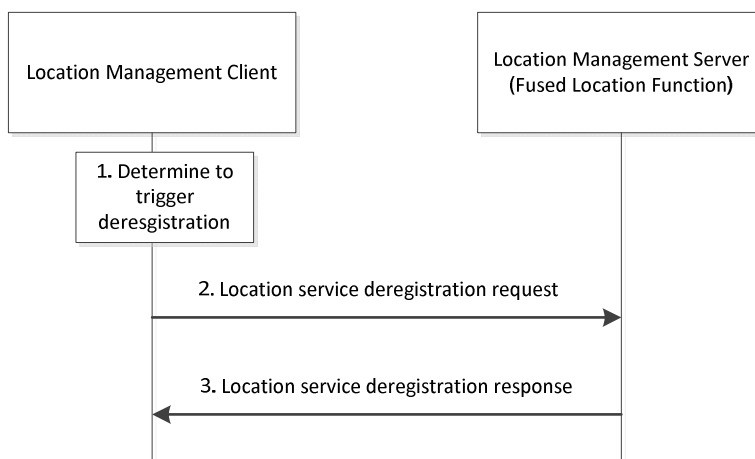 Location Management Client
Location Management Server
(Fused Location Function)
1. Determine to
trigger
deresgistration
2. Location service deregistration request
3. Location service deregistration response